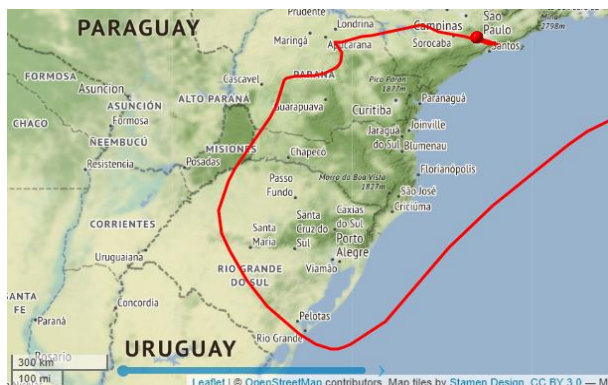 Prudente
Londrina
Campinas
Sao
Paulo
2798m
PARAGUAY
Maringá
Apucarana
Sorocaba
Santos
FORMOSA
Cascavel
PARANÁ
Asunción
ALTO PARANÁ
Pico Paraná
1877m
ASUNCIÓN
Formosa
Guarapuava
Curitiba
Paranaguá
CHACO
ÑEEMBUCÚ
MISIONES
Jaraguá
do Sul
Joinville
Blumenau
Resistencia
Posadas
Chapecó
Morro da Boa Vista
1827m
Florianópolis
Passo
Fundo
São José
Criciúma
CORRIENTES
Santa
Cruz do
Sul
Caxias
do Sul
Santa
Maria
Porto
Alegre
Uruguaiana
RIO GRANDE
DO SUL
Viamão
SANTA
FE
Concordia
Paraná
Pelotas
Rio Grande
URUGUAY
Rosario
300 km
100 mi
Leaflet | © OpenStreetMap contributors, Map tiles by Stamen Design, CC BY 3.0 — M